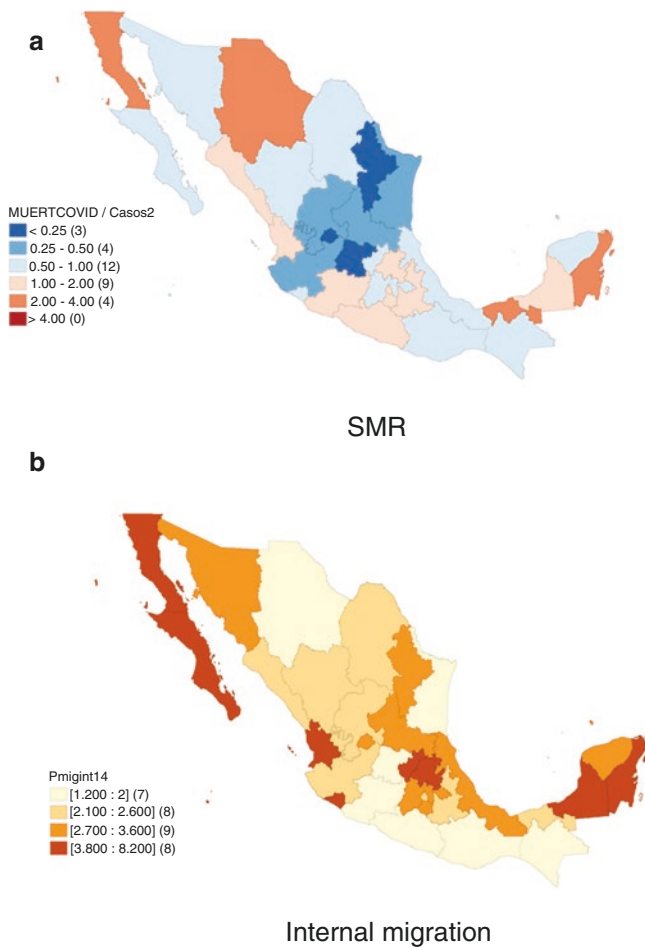 a
MUERTCOVID / Casos2
< 0.25 (3)
0.25 - 0.50 (4)
0.50 - 1.00 (12)
1.00 - 2.00 (9)
2.00 - 4.00 (4)
> 4.00 (0)
SMR
b
Pmigint14
[1.200 : 2] (7)
[2.100 : 2.600] (8)
[2.700 : 3.600] (9)
[3.800 : 8.200] (8)
Internal migration